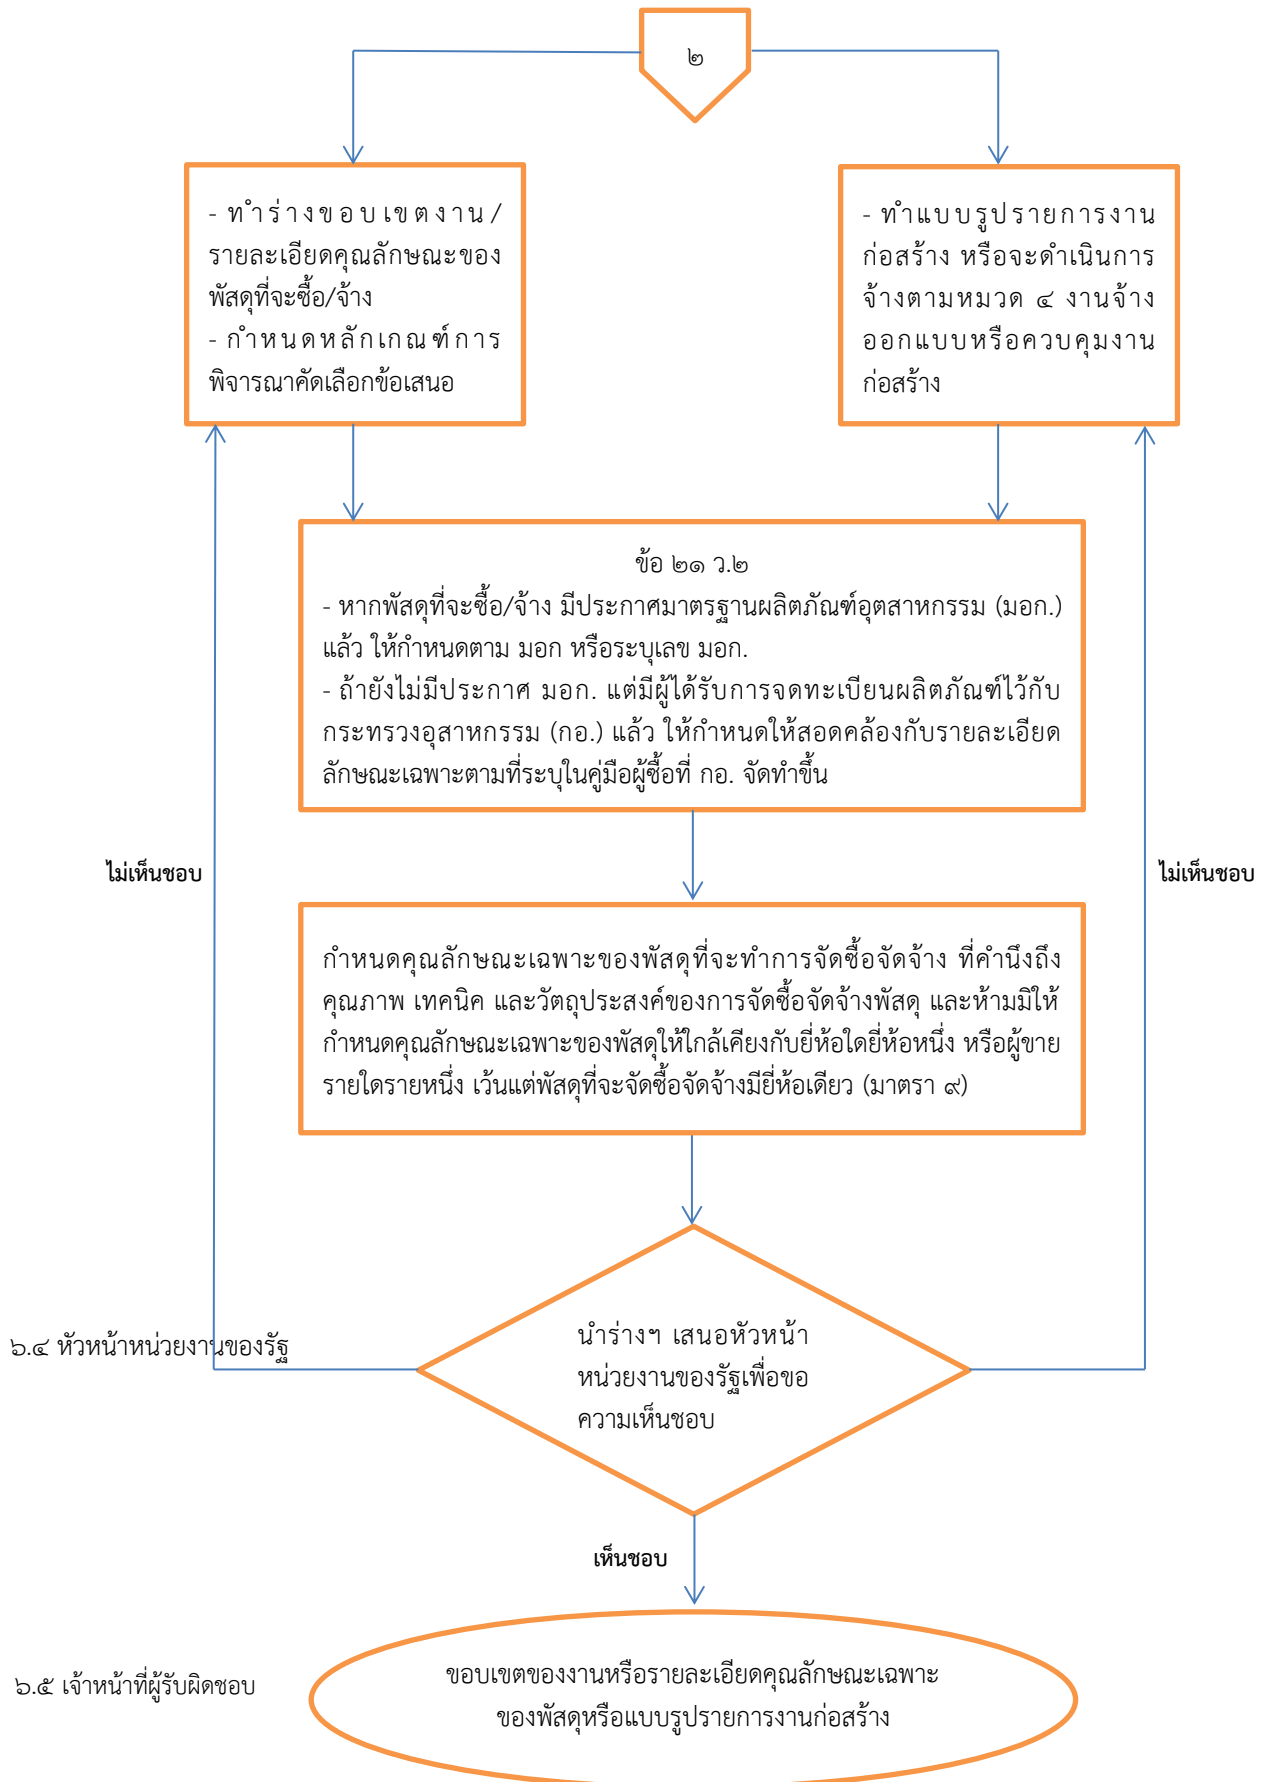 ๒
- ทำร่างขอบเขตงาน/
รายละเอียดคุณลักษณะของ
พัสดุที่จะซื้อ/จ้าง
- กำหนดหลักเกณฑ์การ
พิจารณาคัดเลือกข้อเสนอ
- ทำแบบรูปรายการงาน
ก่อสร้าง หรือจะดำเนินการ
จ้างตามหมวด ๔ งานจ้าง
ออกแบบหรือควบคุมงาน
ก่อสร้าง
ข้อ ๒๑ ว.๒
- หากพัสดุที่จะซื้อ/จ้าง มีประกาศมาตรฐานผลิตภัณฑ์อุตสาหกรรม (มอก.)
แล้ว ให้กำหนดตาม มอก หรือระบุเลข มอก.
- ถ้ายังไม่มีประกาศ มอก. แต่มีผู้ได้รับการจดทะเบียนผลิตภัณฑ์ไว้กับ
กระทรวงอุสาหกรรม (กอ.) แล้ว ให้กำหนดให้สอดคล้องกับรายละเอียด
ลักษณะเฉพาะตามที่ระบุในคู่มือผู้ซื้อที่ กอ. จัดทำขึ้น
ไม่เห็นชอบ
ไม่เห็นชอบ
กำหนดคุณลักษณะเฉพาะของพัสดุที่จะทำการจัดซื้อจัดจ้าง ที่คำนึงถึง
คุณภาพ เทคนิค และวัตถุประสงค์ของการจัดซื้อจัดจ้างพัสดุ และห้ามมิให้
กำหนดคุณลักษณะเฉพาะของพัสดุให้ใกล้เคียงกับยี่ห้อใดยี่ห้อหนึ่ง หรือผู้ขาย
รายใดรายหนึ่ง เว้นแต่พัสดุที่จะจัดซื้อจัดจ้างมียี่ห้อเดียว (มาตรา ๙)
๖.๔ หัวหน้าหน่วยงานของรัฐ
นำร่างฯ เสนอหัวหน้า
หน่วยงานของรัฐเพื่อขอ
ความเห็นชอบ
เห็นชอบ
๖.๕ เจ้าหน้าที่ผู้รับผิดชอบ
ขอบเขตของงานหรือรายละเอียดคุณลักษณะเฉพาะ
ของพัสดุหรือแบบรูปรายการงานก่อสร้าง